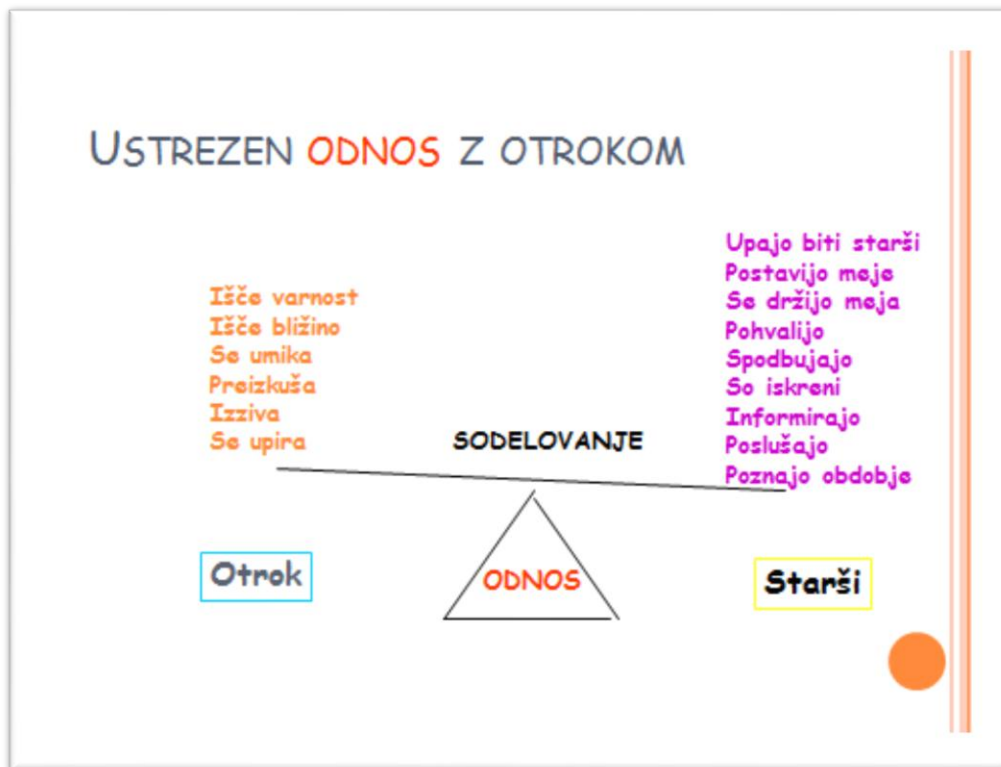 USTREZEN ODNOS Z OTROKOM
Išče varnost
Išče bližino
Se umika
Preizkuša
Izziva
Se upira
SODELOVANJE
Upajo biti starši
Postavijo meje
Se držijo meja
Pohvalijo
Spodbujajo
So iskreni
Informirajo
Poslušajo
Poznajo obdobje
Otrok
ODNOS
Starši